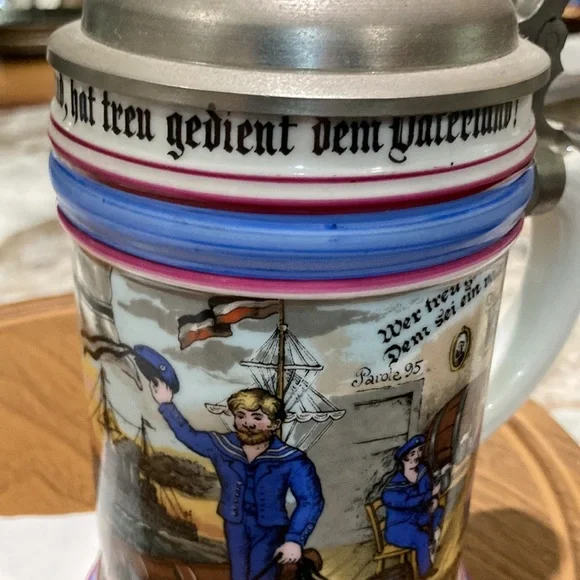 hat treu gedient dem Vaterland!
Wer treu g
Dem sei ein
Parole 95